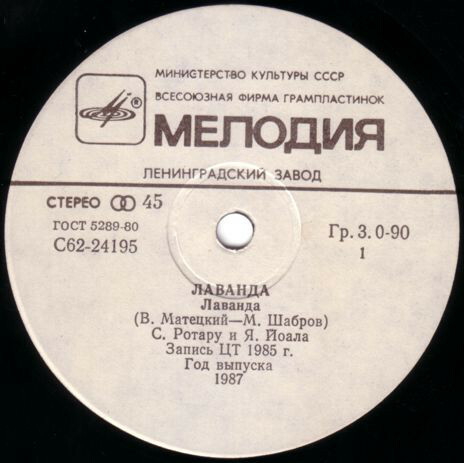 ®
МИНИСТЕРСТВО КУЛЬТУРЫ СССР
ВСЕСОЮЗНАЯ ФИРМА ГРАМПЛАСТИНОК
МЕЛОДИЯ
ЛЕНИНГРАДСКИЙ ЗАВОД
СТЕРЕО 45
ГОСТ 5289-80
С62-24195
Гр. 3. 0-90
1
ЛАВАНДА
Лаванда
(В. Матецкий—М. Шабров)
С. Ротару и Я. Йоала
Запись ЦТ 1985 г.
Год выпуска
1987